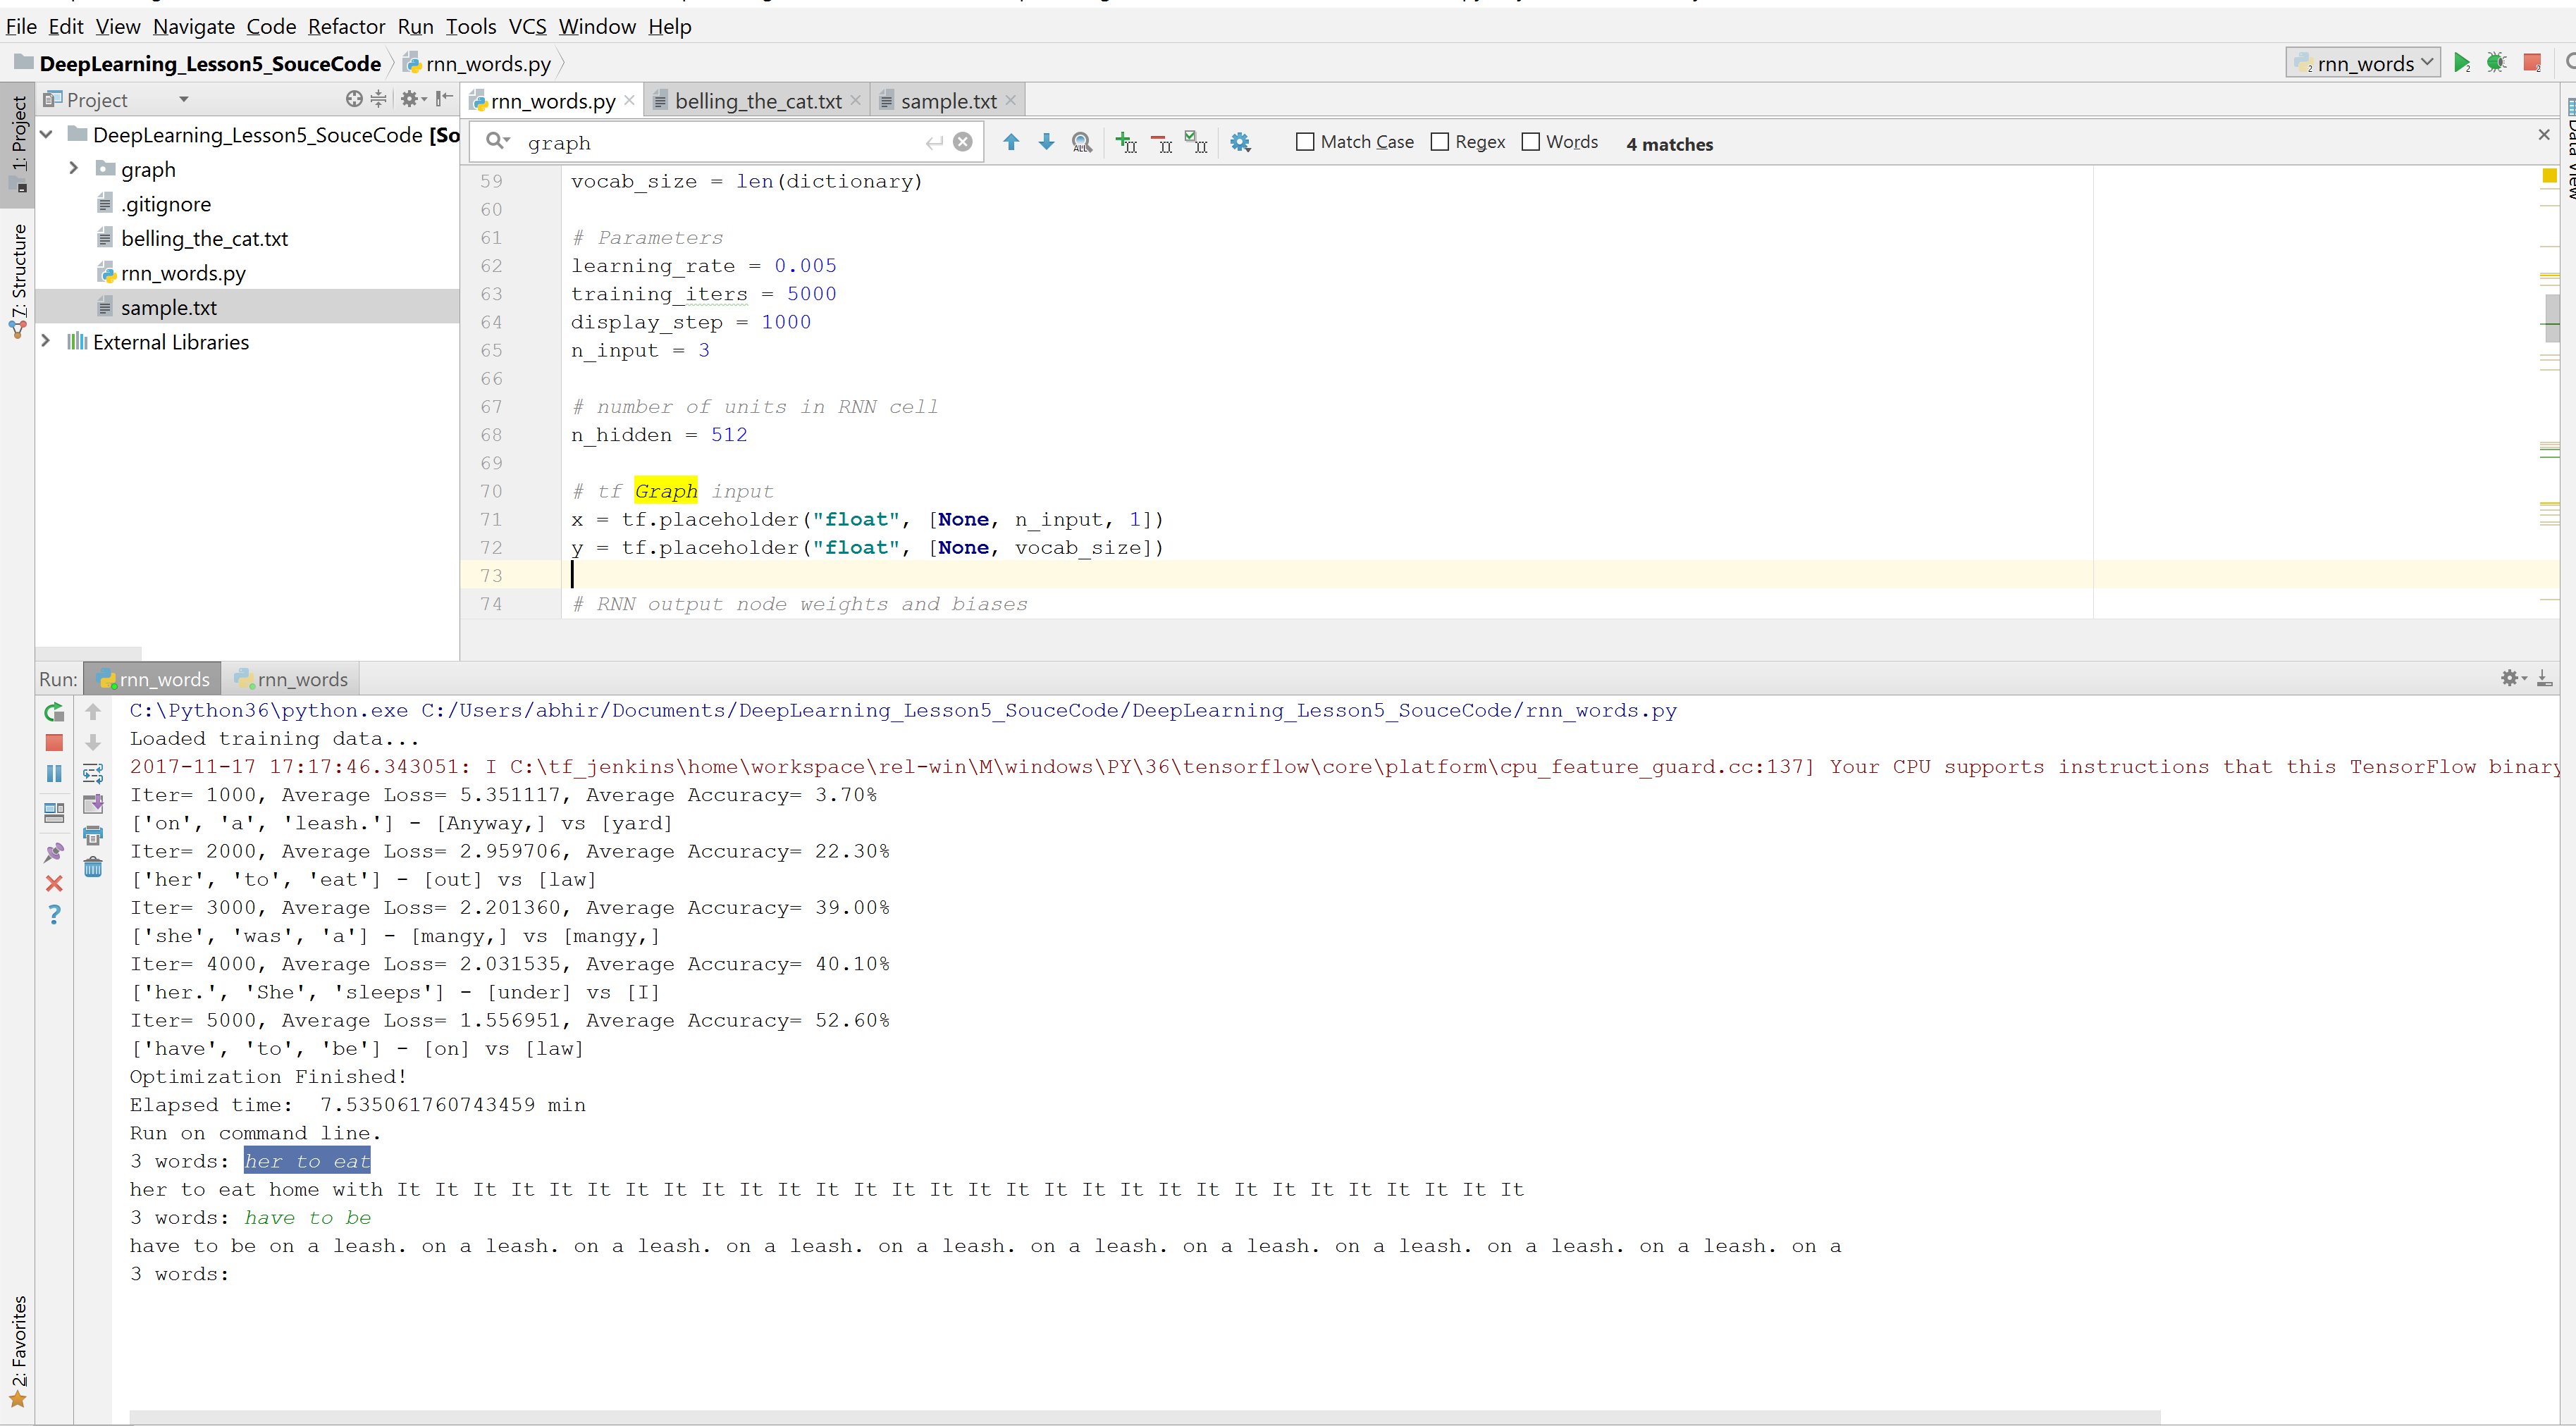 File Edit View Navigate Code Refactor Run Tools VCS Window Help
DeepLearning_Lesson5_SouceCode rnn_words.py
rnn_words
1: Project
7: Structure
2: Favorites
Data View
Project
DeepLearning_Lesson5_SouceCode [So
graph
.gitignore
belling_the_cat.txt
rnn_words.py
sample.txt
External Libraries
rnn_words.py belling_the_cat.txt sample.txt
graph Match Case Regex Words 4 matches
59 vocab_size = len(dictionary)
60
61 # Parameters
62 learning_rate = 0.005
63 training_iters = 5000
64 display_step = 1000
65 n_input = 3
66
67 # number of units in RNN cell
68 n_hidden = 512
69
70 # tf Graph input
71 x = tf.placeholder("float", [None, n_input, 1])
72 y = tf.placeholder("float", [None, vocab_size])
73
74 # RNN output node weights and biases
Run: rnn_words rnn_words
C:\Python36\python.exe C:/Users/abhir/Documents/DeepLearning_Lesson5_SouceCode/DeepLearning_Lesson5_SouceCode/rnn_words.py
Loaded training data...
2017-11-17 17:17:46.343051: I C:\tf_jenkins\home\workspace\rel-win\M\windows\PY\36\tensorflow\core\platform\cpu_feature_guard.cc:137] Your CPU supports instructions that this TensorFlow binary
Iter= 1000, Average Loss= 5.351117, Average Accuracy= 3.70%
['on', 'a', 'leash.'] - [Anyway,] vs [yard]
Iter= 2000, Average Loss= 2.959706, Average Accuracy= 22.30%
['her', 'to', 'eat'] - [out] vs [law]
Iter= 3000, Average Loss= 2.201360, Average Accuracy= 39.00%
['she', 'was', 'a'] - [mangy,] vs [mangy,]
Iter= 4000, Average Loss= 2.031535, Average Accuracy= 40.10%
['her.', 'She', 'sleeps'] - [under] vs [I]
Iter= 5000, Average Loss= 1.556951, Average Accuracy= 52.60%
['have', 'to', 'be'] - [on] vs [law]
Optimization Finished!
Elapsed time:  7.535061760743459 min
Run on command line.
3 words: her to eat
her to eat home with It It It It It It It It It It It It It It It It It It It It It It It It It It It It It It
3 words: have to be
have to be on a leash. on a leash. on a leash. on a leash. on a leash. on a leash. on a leash. on a leash. on a leash. on a leash. on a
3 words: